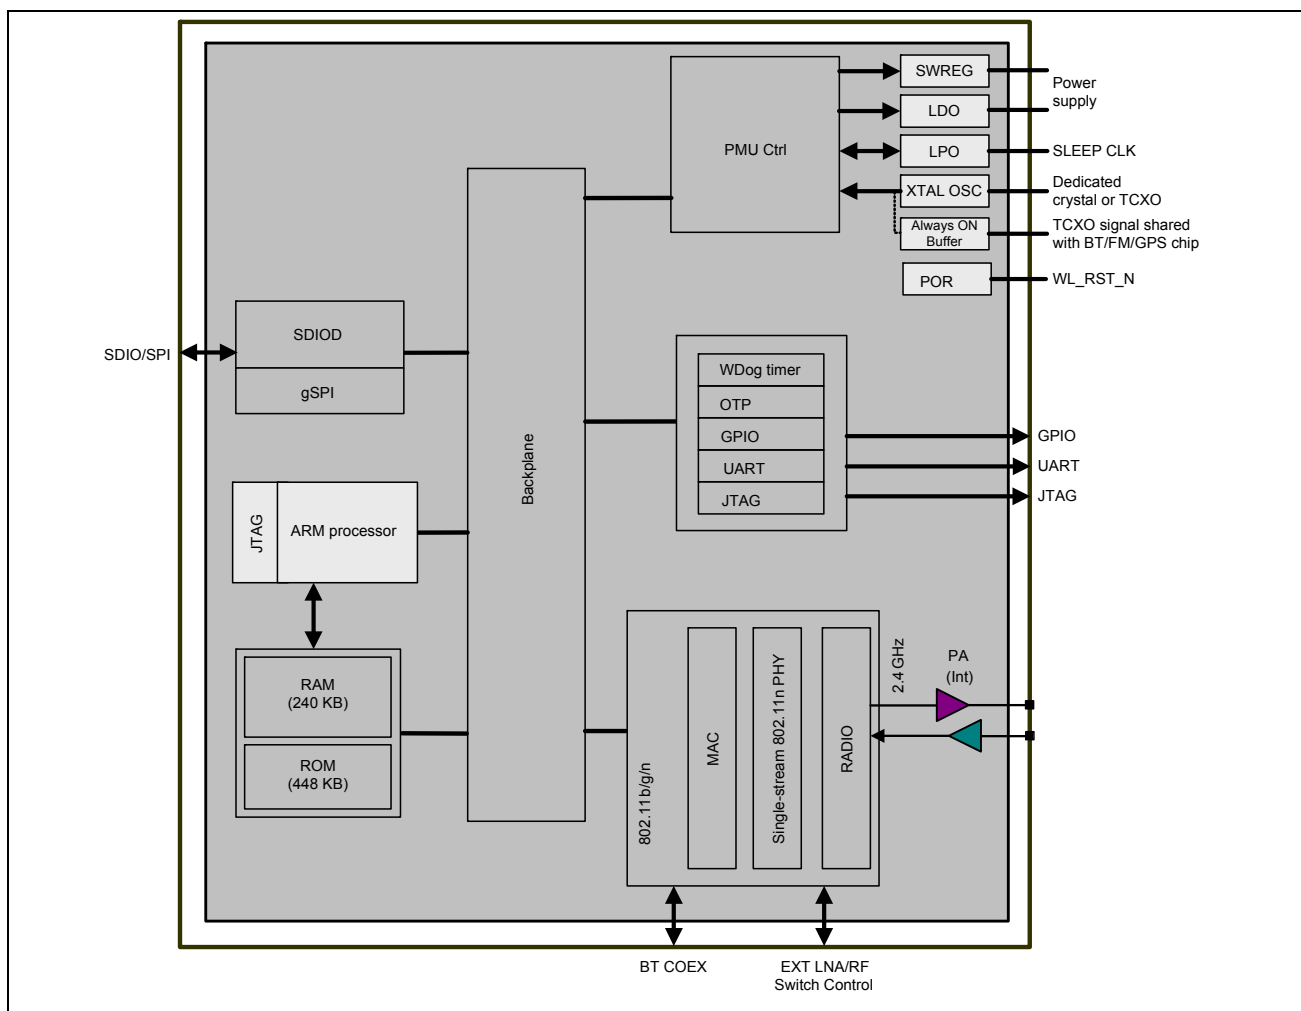 SWREG
Power
supply
LDO
PMU Ctrl
LPO
SLEEP CLK
XTAL OSC
Dedicated
crystal or TCXO
Always ON
Buffer
TCXO signal shared
with BT/FM/GPS chip
POR
WL_RST_N
SDIO/SPI
SDIOD
gSPI
Backplane
WDog timer
OTP
GPIO
UART
JTAG
GPIO
UART
JTAG
JTAG
ARM processor
RAM
(240 KB)
ROM
(448 KB)
802.11b/g/n
MAC
Single-stream 802.11n PHY
RADIO
2.4 GHz
PA
(Int)
BT COEX
EXT LNA/RF
Switch Control